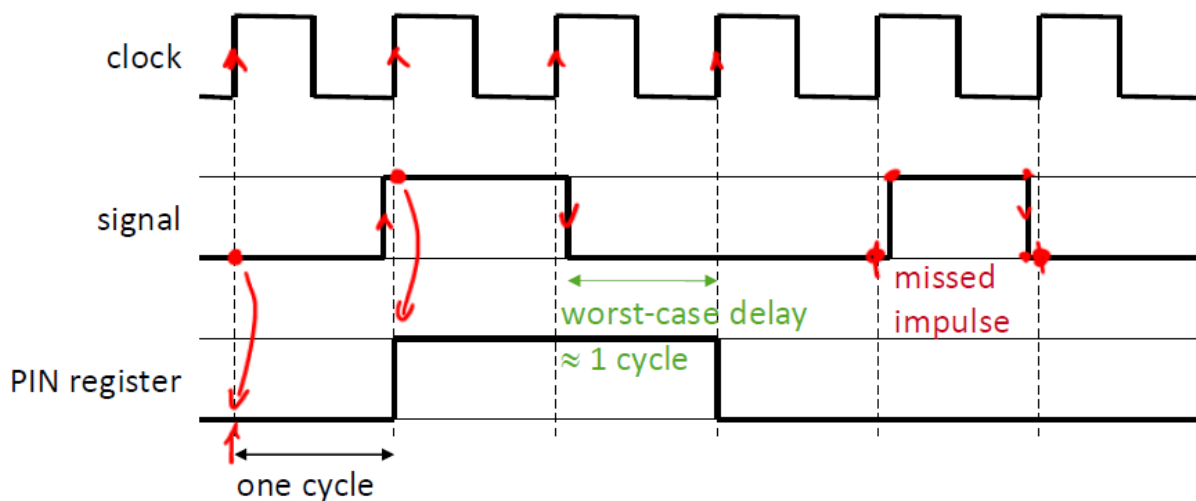 clock
signal
missed
impulse
worst-case delay
≈ 1 cycle
PIN register
one cycle